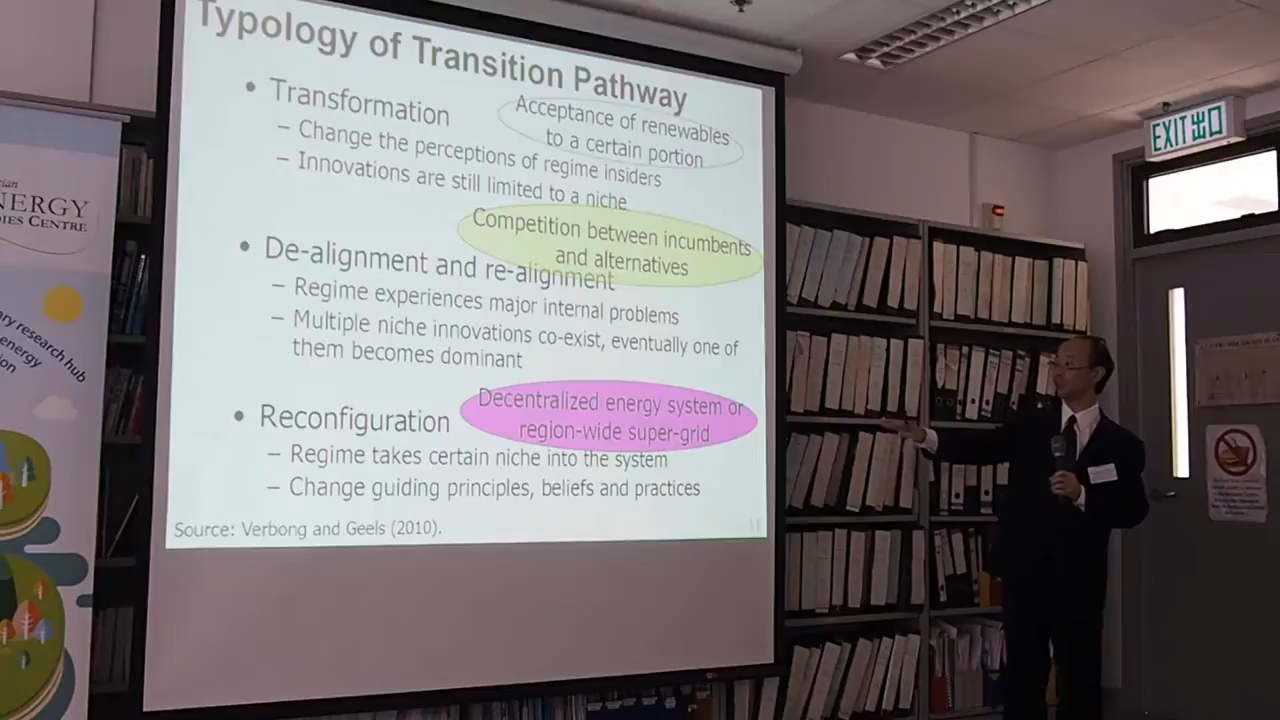 Typology of Transition Pathway
• Transformation
Acceptance of renewables
to a certain portion
– Change the perceptions of regime insiders
– Innovations are still limited to a niche
Competition between incumbents
and alternatives
• De-alignment and re-alignment
– Regime experiences major internal problems
– Multiple niche innovations co-exist, eventually one of
them becomes dominant
• Reconfiguration
Decentralized energy system or
region-wide super-grid
– Regime takes certain niche into the system
– Change guiding principles, beliefs and practices
Source: Verbong and Geels (2010).
11
EXIT 出口
NERGY
IES CENTRE
research hub
energy